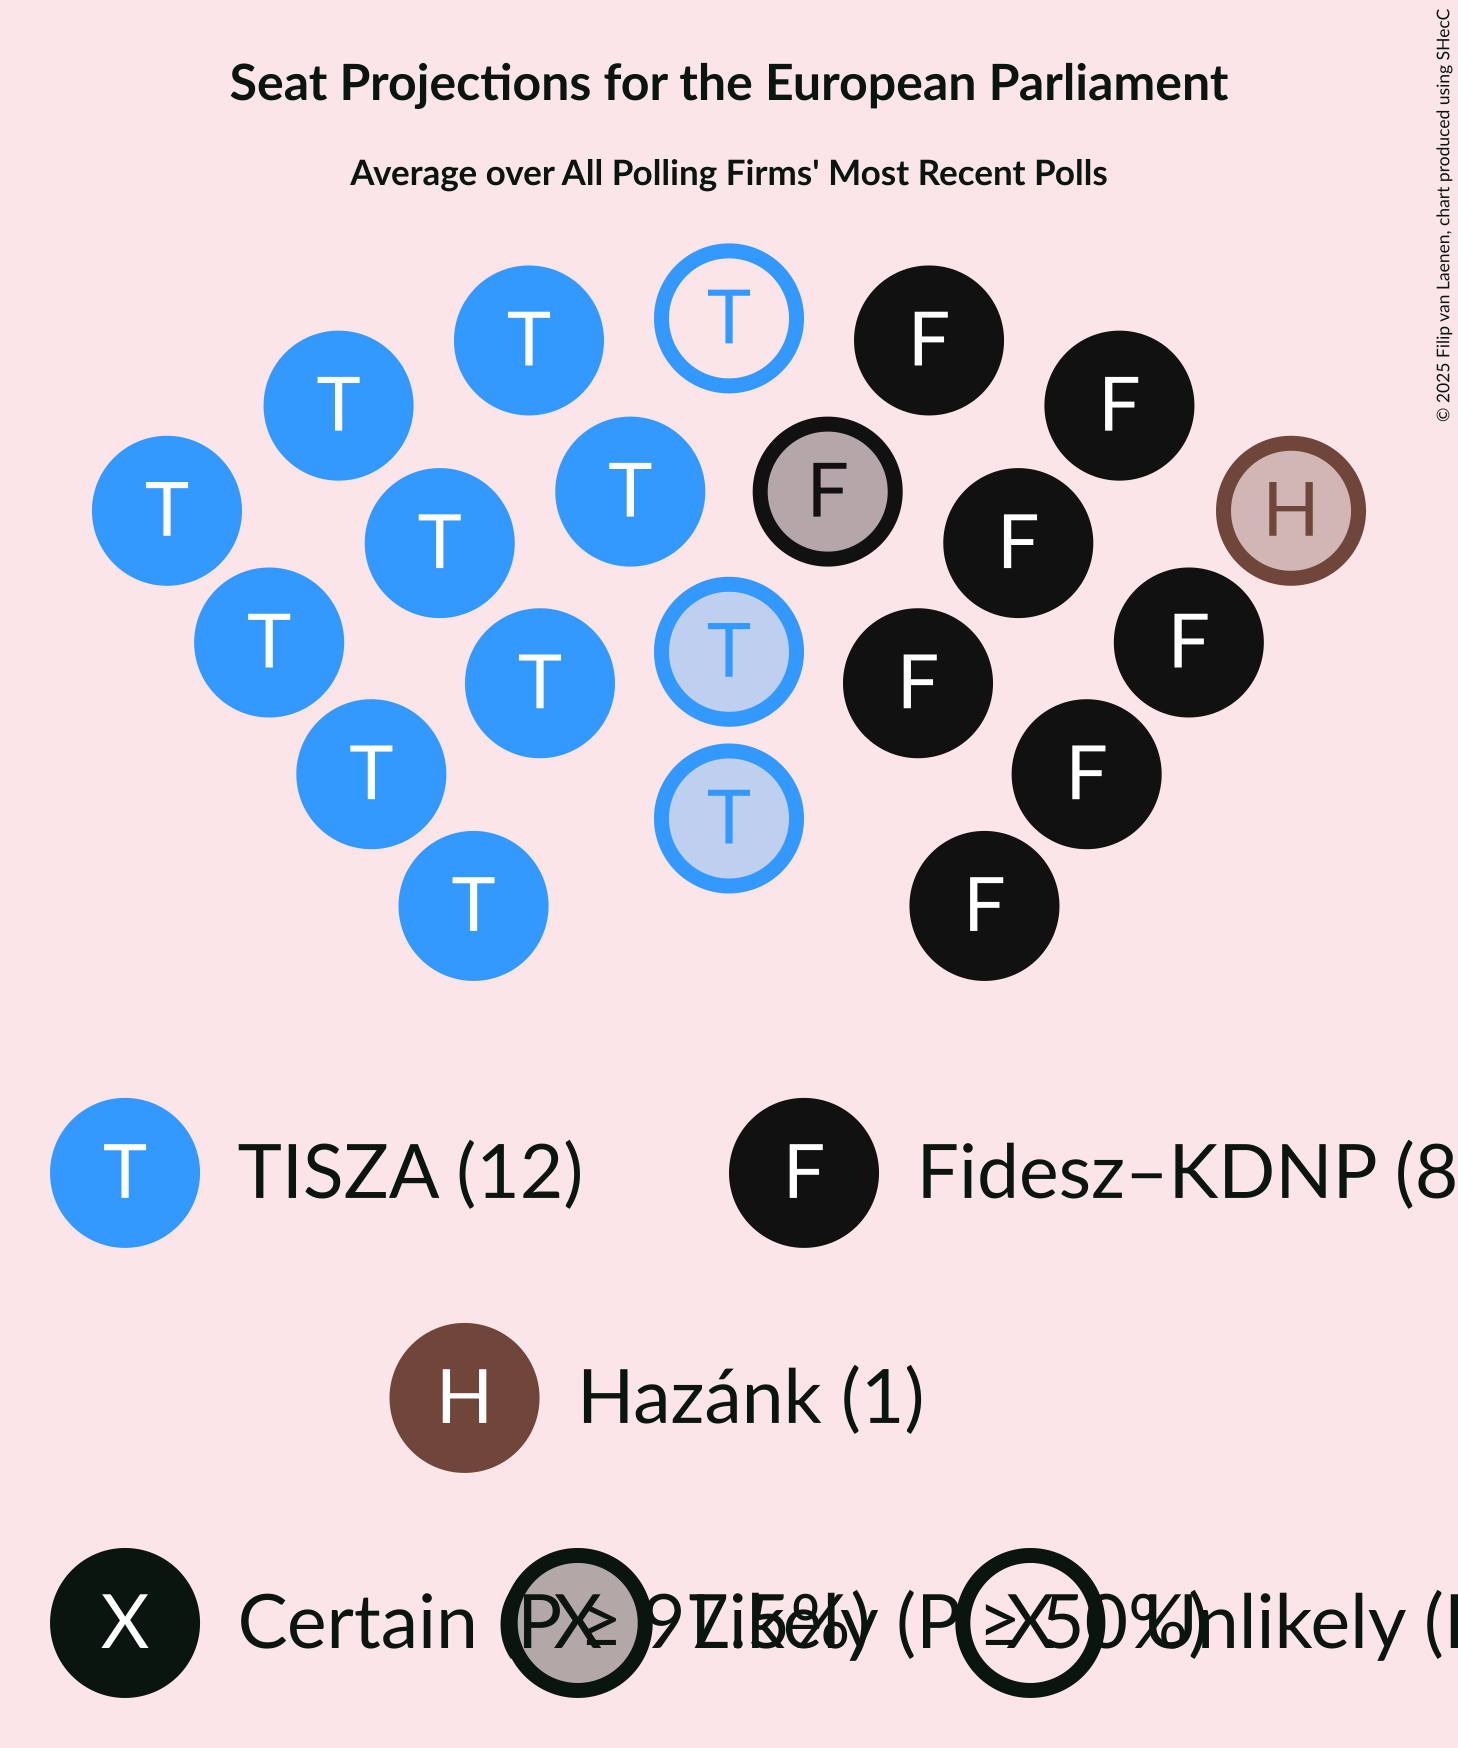 Seat Projections for the European Parliament
Average over All Polling Firms' Most Recent Polls
© 2025 Filip van Laenen, chart produced using SHecC
T
T T F F
T T F H
T T F
T T F
T F F
T T F
T F
T TISZA (12) F Fidesz–KDNP (8
H Hazánk (1)
X Certain (P ≥ 97.5%) X Likely (P ≥ 50%) X Unlikely (